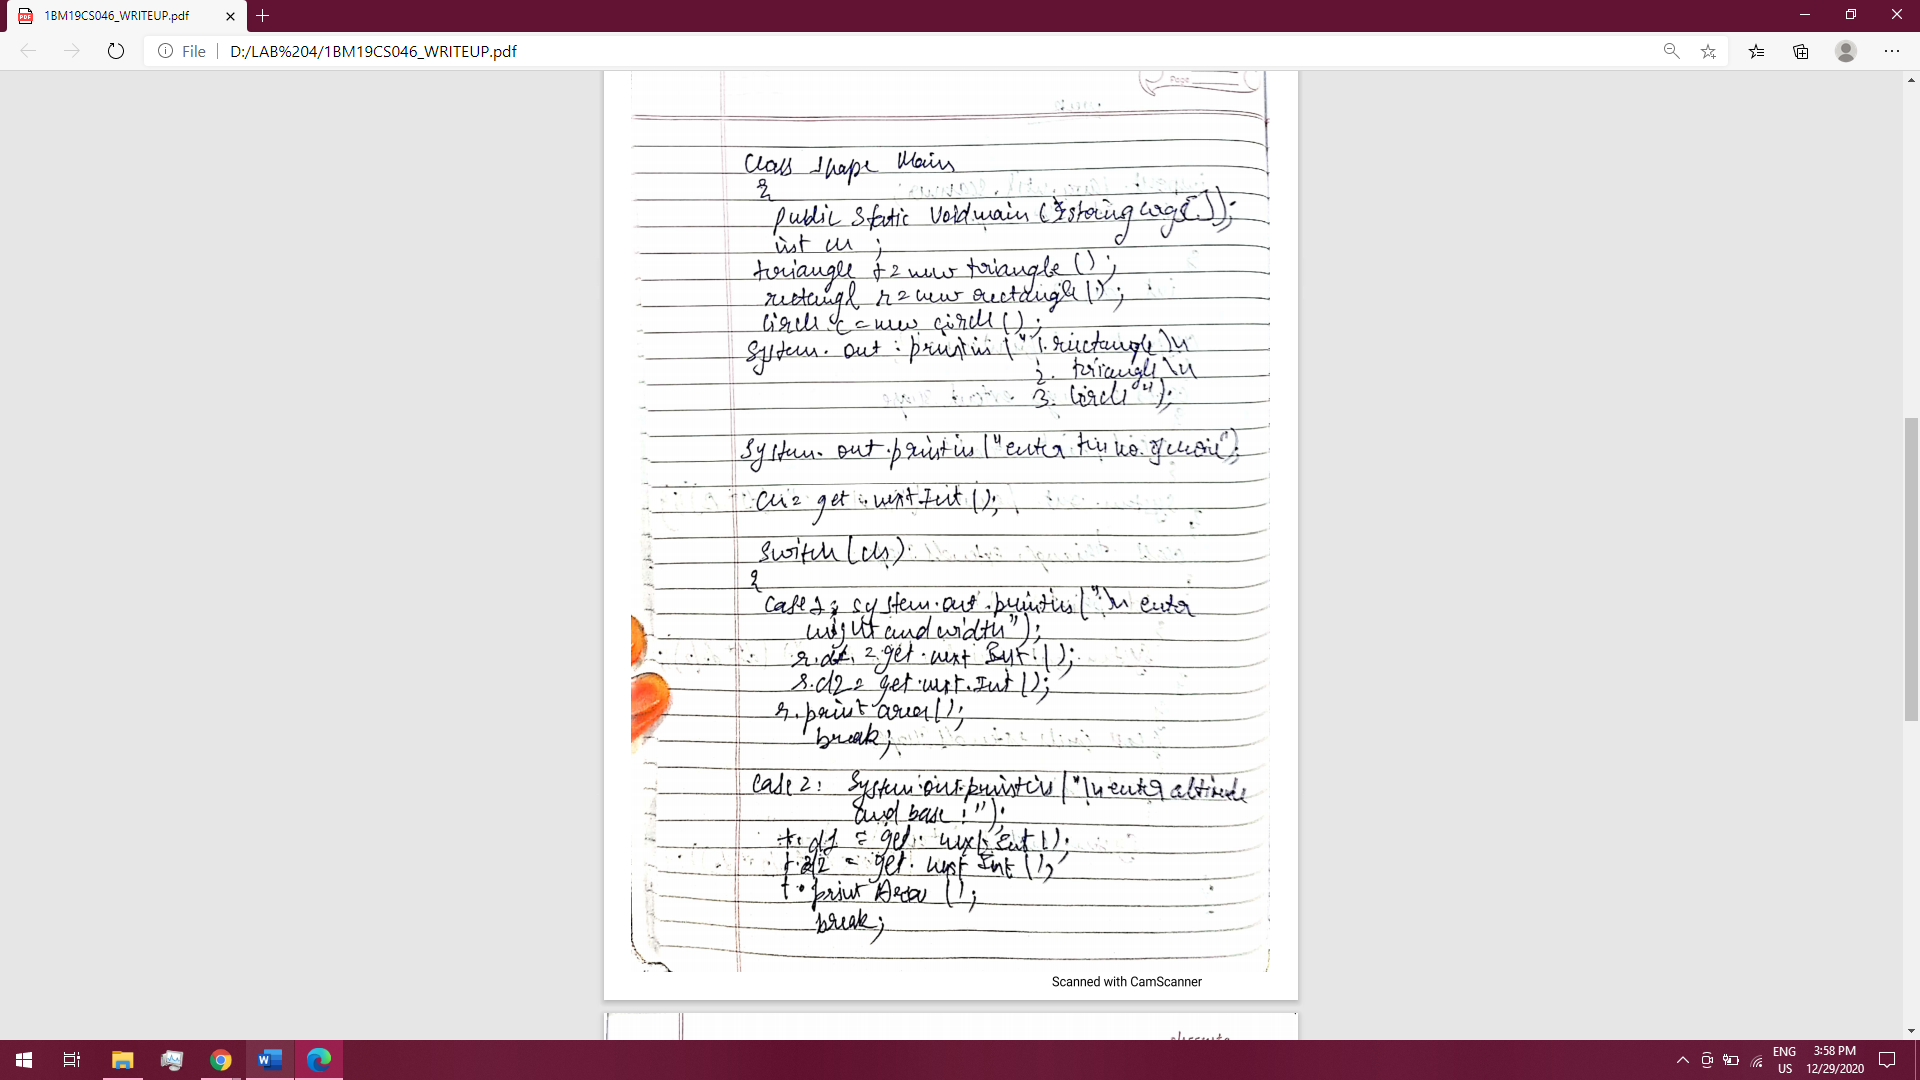 1BM19CS046_WRITEUP.pdf
File D:/LAB%204/1BM19CS046_WRITEUP.pdf
Page
class shape Main
{
public static void main (String args[]);
int ch ;
triangle t = new triangle ();
rectangl r = new rectangle ();
circle c = new circle ();
System. out . println (" 1. rectangle \n
2. triangle \n
3. circle ");
System. out . println ("enter the no. of choice");
ch = get . next Int ();
switch (ch)
{
case 1: system.out.println ("\n enter
height and width");
r.d1 = get.next Int ();
r.d2 = get.next.Int ();
r.print area();
break;
case 2: System.out.println ("\n enter altitude
and base :");
t.d1 = get. next Int ();
t.d2 = get. next Int ();
t.print Area ();
break;
Scanned with CamScanner
ENG
US
3:58 PM
12/29/2020